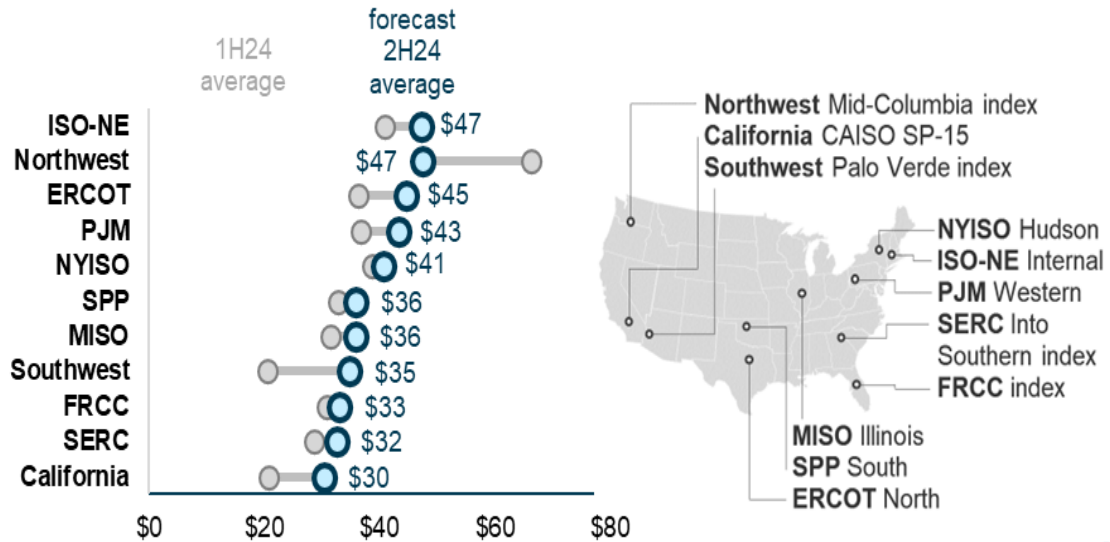 1H24
average
forecast
2H24
average
ISO-NE $47
Northwest $47
ERCOT $45
PJM $43
NYISO $41
SPP $36
MISO $36
Southwest $35
FRCC $33
SERC $32
California $30
$0 $20 $40 $60 $80
Northwest Mid-Columbia index
California CAISO SP-15
Southwest Palo Verde index
NYISO Hudson
ISO-NE Internal
PJM Western
SERC Into
Southern index
FRCC index
MISO Illinois
SPP South
ERCOT North